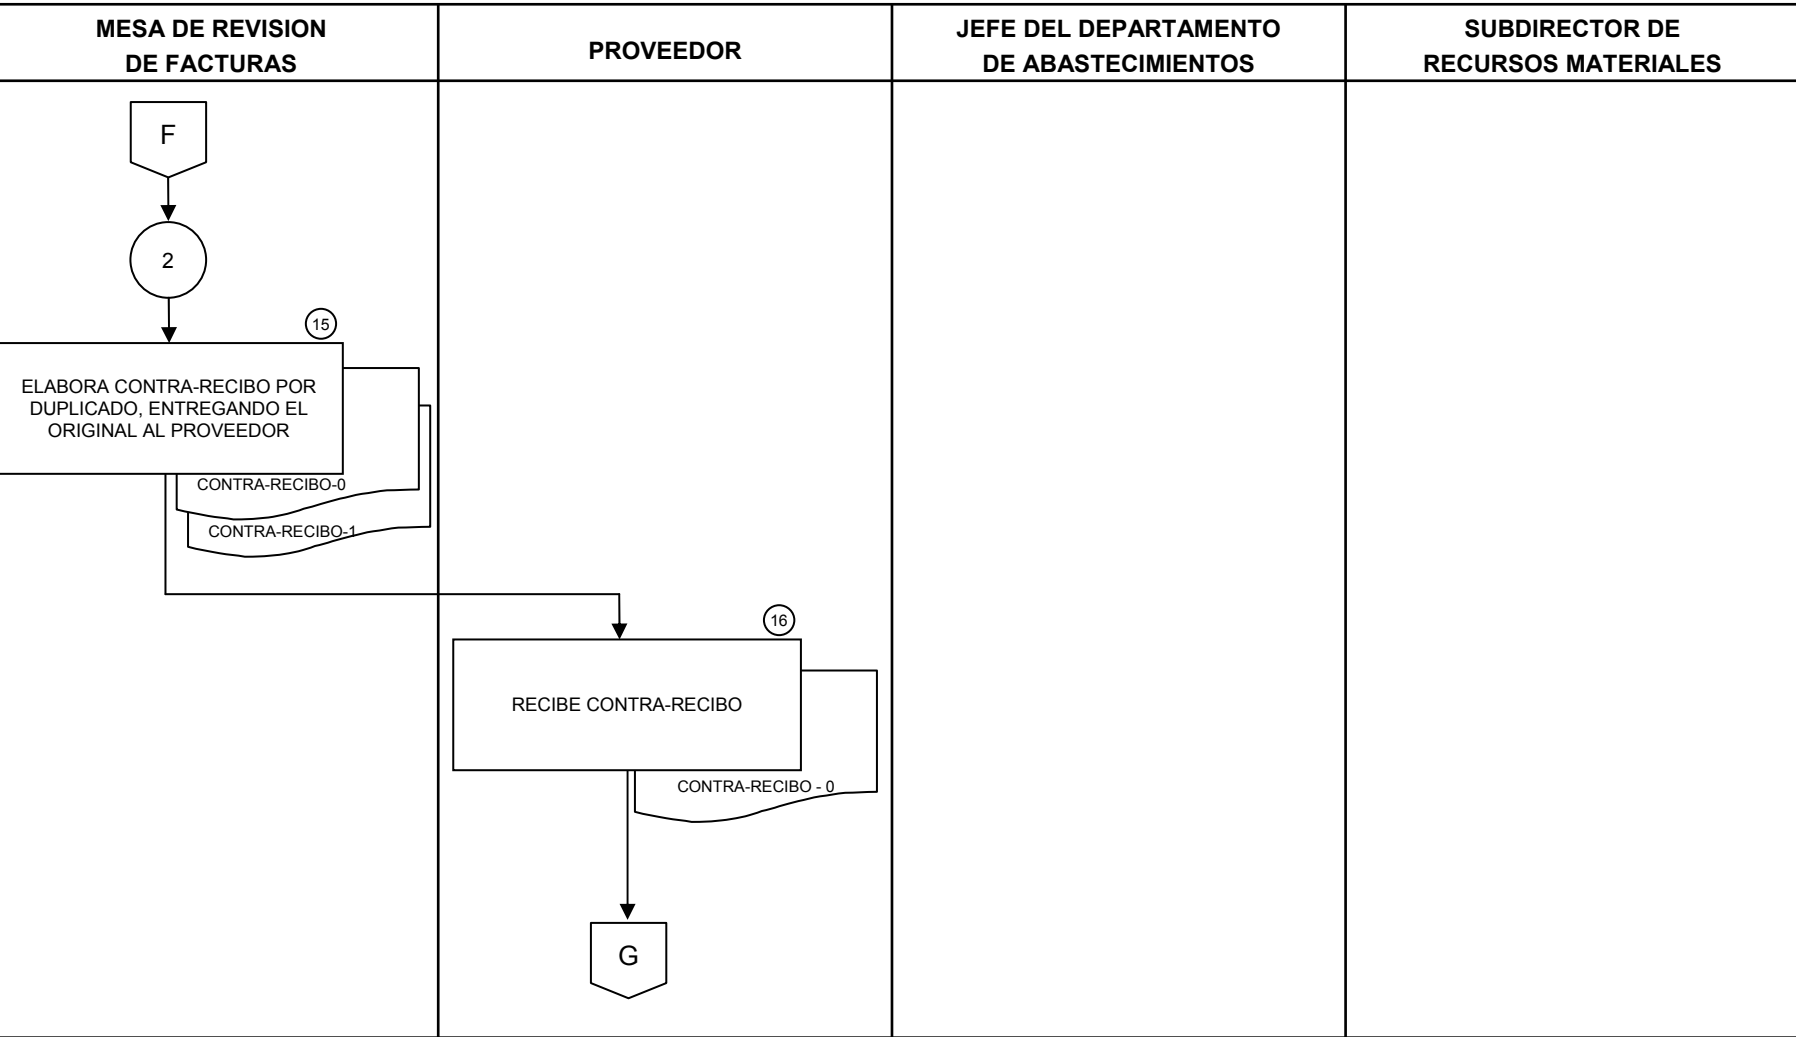 MESA DE REVISION
DE FACTURAS
PROVEEDOR
JEFE DEL DEPARTAMENTO
DE ABASTECIMIENTOS
SUBDIRECTOR DE
RECURSOS MATERIALES
F
2
15
ELABORA CONTRA-RECIBO POR
DUPLICADO, ENTREGANDO EL
ORIGINAL AL PROVEEDOR
CONTRA-RECIBO-0
CONTRA-RECIBO-1
16
RECIBE CONTRA-RECIBO
CONTRA-RECIBO - 0
G